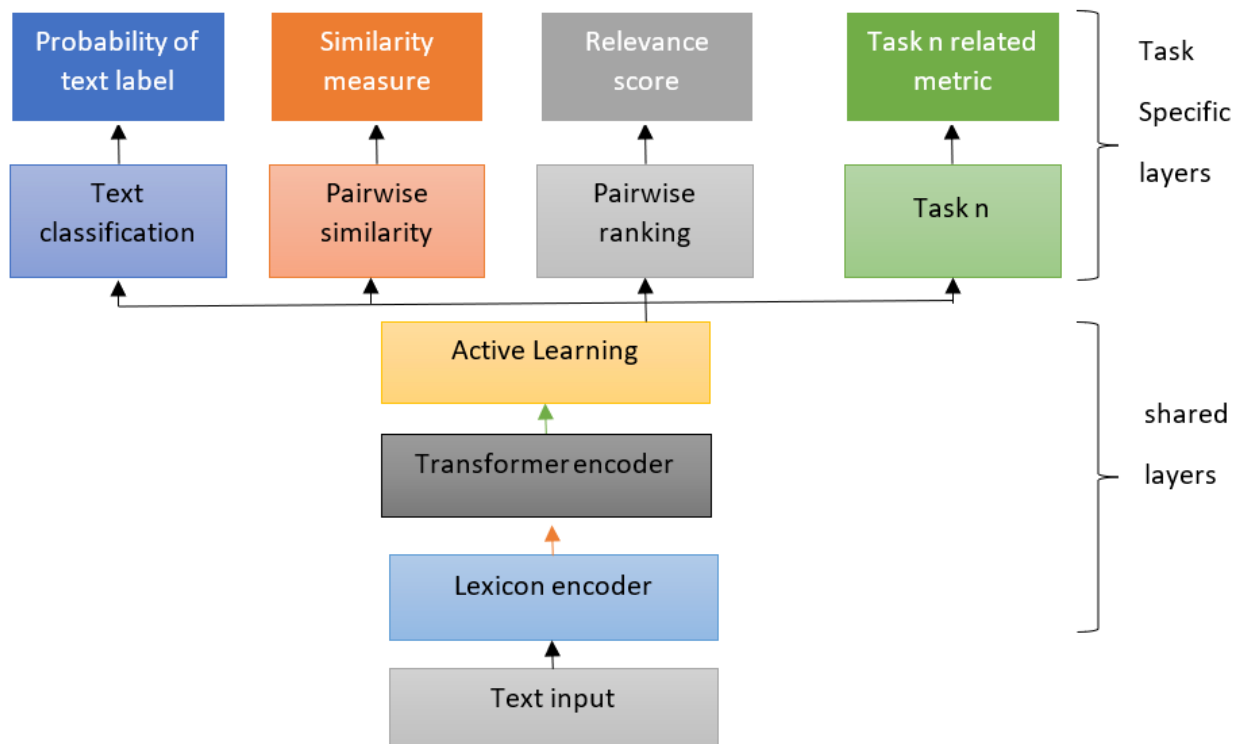 Probability of
text label
Similarity
measure
Relevance
score
Task n related
metric
Task
Specific
layers
Text
classification
Pairwise
similarity
Pairwise
ranking
Task n
Active Learning
Transformer encoder
shared
layers
Lexicon encoder
Text input